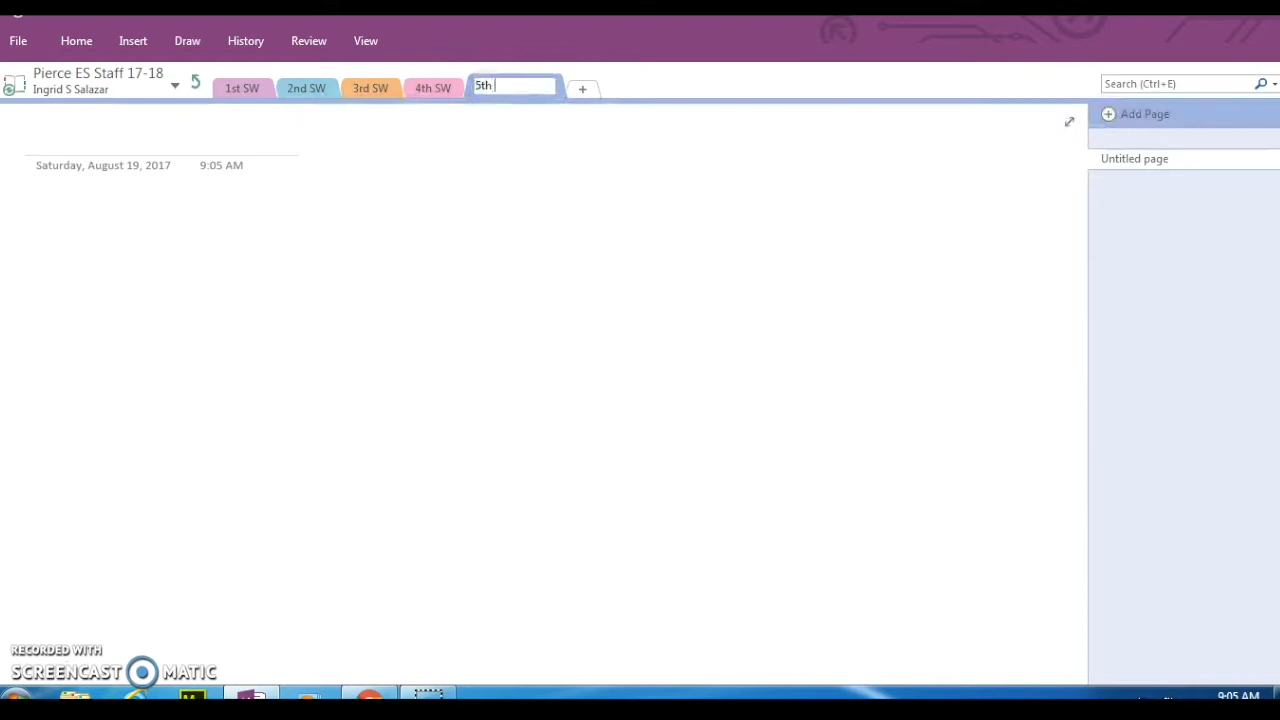 File Home Insert Draw History Review View
Pierce ES Staff 17-18
Ingrid S Salazar
1st SW 2nd SW 3rd SW 4th SW 5th
Search (Ctrl+E)
Add Page
Untitled page
Saturday, August 19, 2017 9:05 AM
RECORDED WITH
SCREENCAST MATIC
9:05 AM